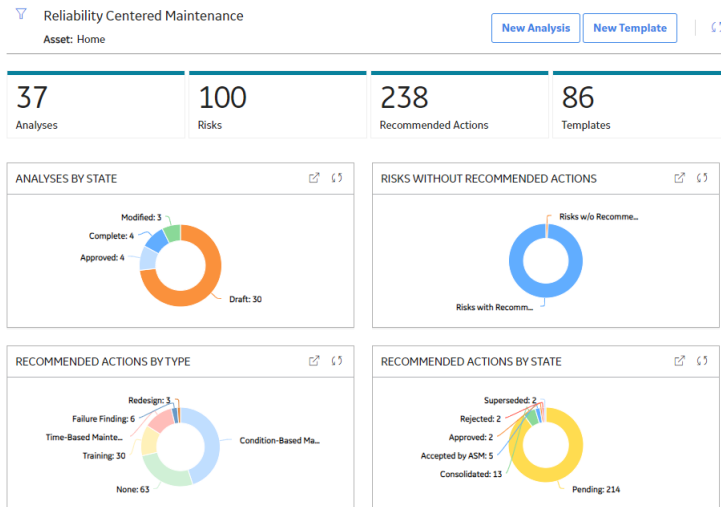 Reliability Centered Maintenance
Asset: Home
New Analysis
New Template
37
Analyses
100
Risks
238
Recommended Actions
86
Templates
ANALYSES BY STATE
Modified: 3
Complete: 4
Approved: 4
Draft: 30
RISKS WITHOUT RECOMMENDED ACTIONS
Risks w/o Recomme...
Risks with Recomm...
RECOMMENDED ACTIONS BY TYPE
Redesign: 3
Failure Finding: 6
Time-Based Mainte...
Training: 30
None: 63
Condition-Based Ma...
RECOMMENDED ACTIONS BY STATE
Superseded: 2
Rejected: 2
Approved: 2
Accepted by ASM: 5
Consolidated: 13
Pending: 214